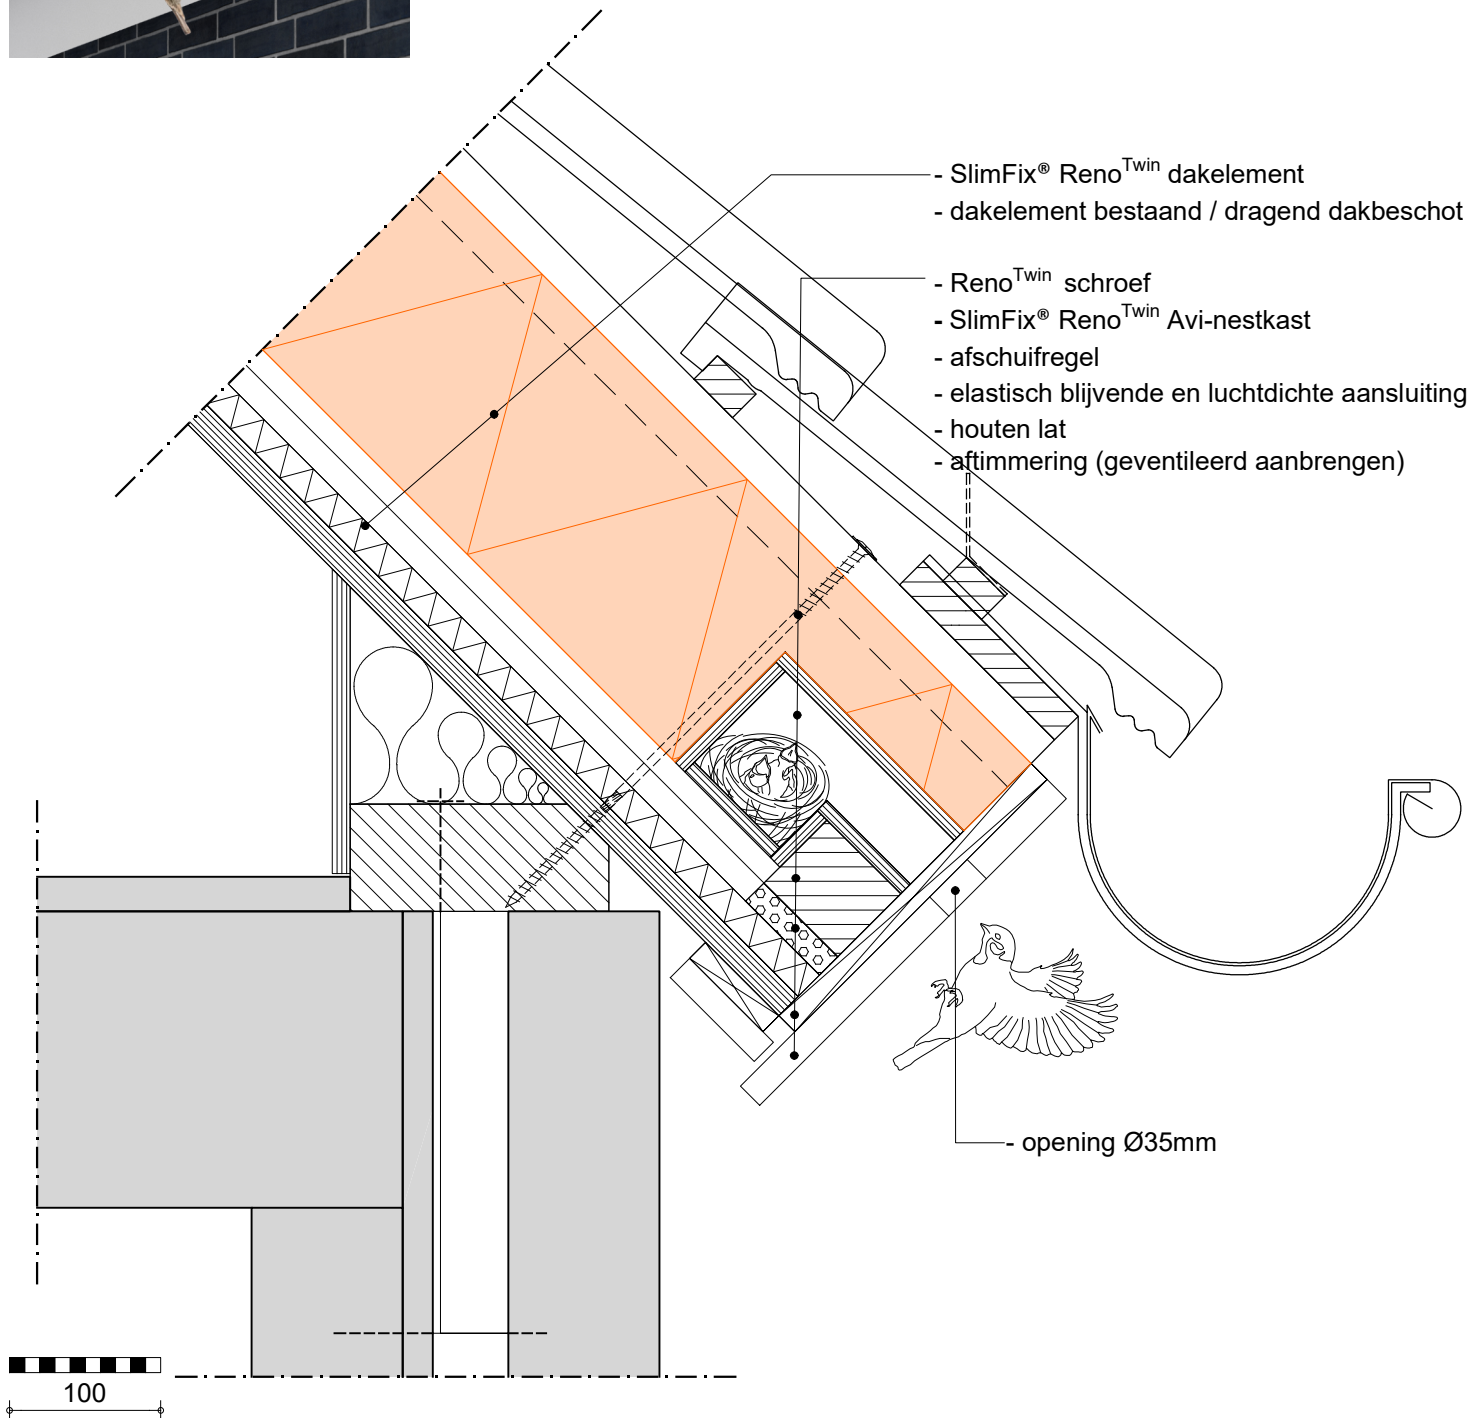 - SlimFix® RenoTwin dakelement
- dakelement bestaand / dragend dakbeschot
- RenoTwin schroef
- SlimFix® RenoTwin Avi-nestkast
- afschuifregel
- elastisch blijvende en luchtdichte aansluiting
- houten lat
- aftimmering (geventileerd aanbrengen)
- opening Ø35mm
100